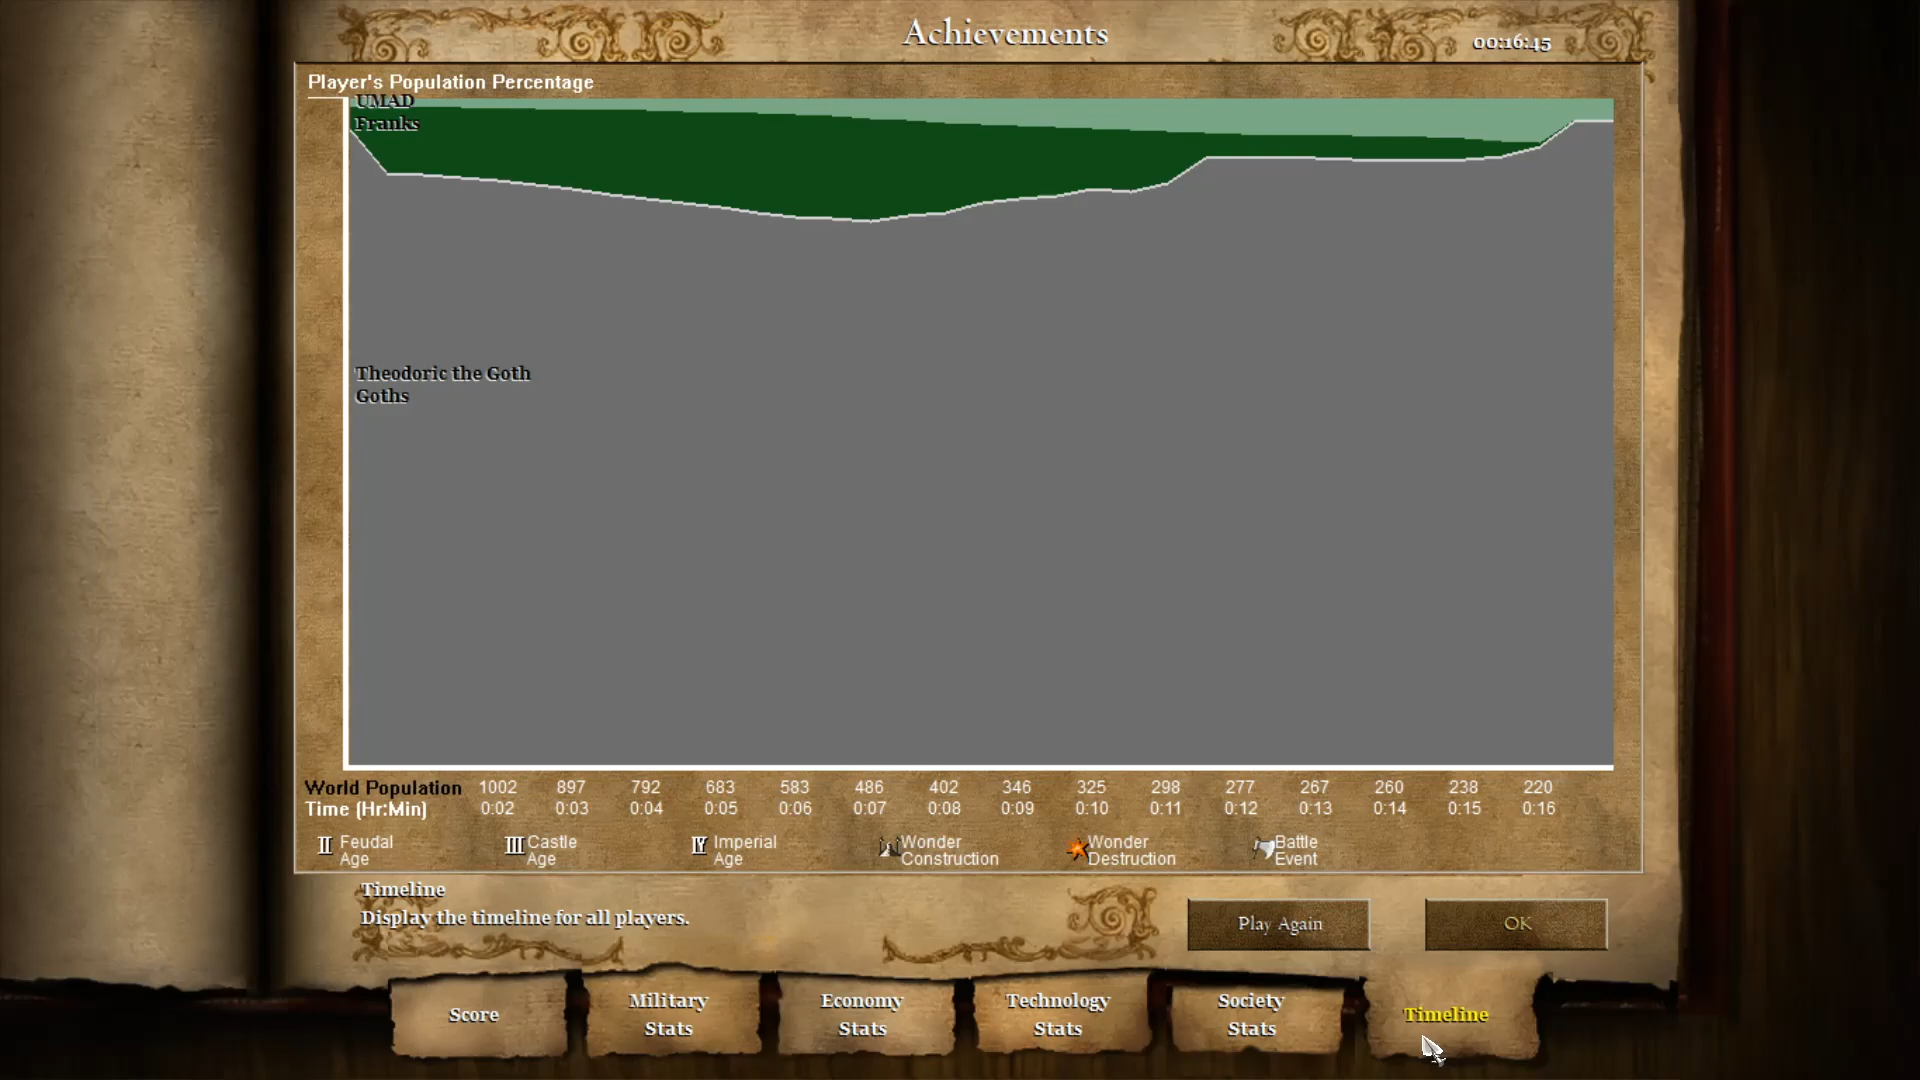 Achievements
00:16:45
Player's Population Percentage
UMAD
Franks
Theodoric the Goth
Goths
World Population 1002 897 792 683 583 486 402 346 325 298 277 267 260 238 220
Time (Hr:Min) 0:02 0:03 0:04 0:05 0:06 0:07 0:08 0:09 0:10 0:11 0:12 0:13 0:14 0:15 0:16
II Feudal Age
III Castle Age
IV Imperial Age
Wonder Construction
Wonder Destruction
Battle Event
Timeline
Display the timeline for all players.
Play Again
OK
Score
Military Stats
Economy Stats
Technology Stats
Society Stats
Timeline